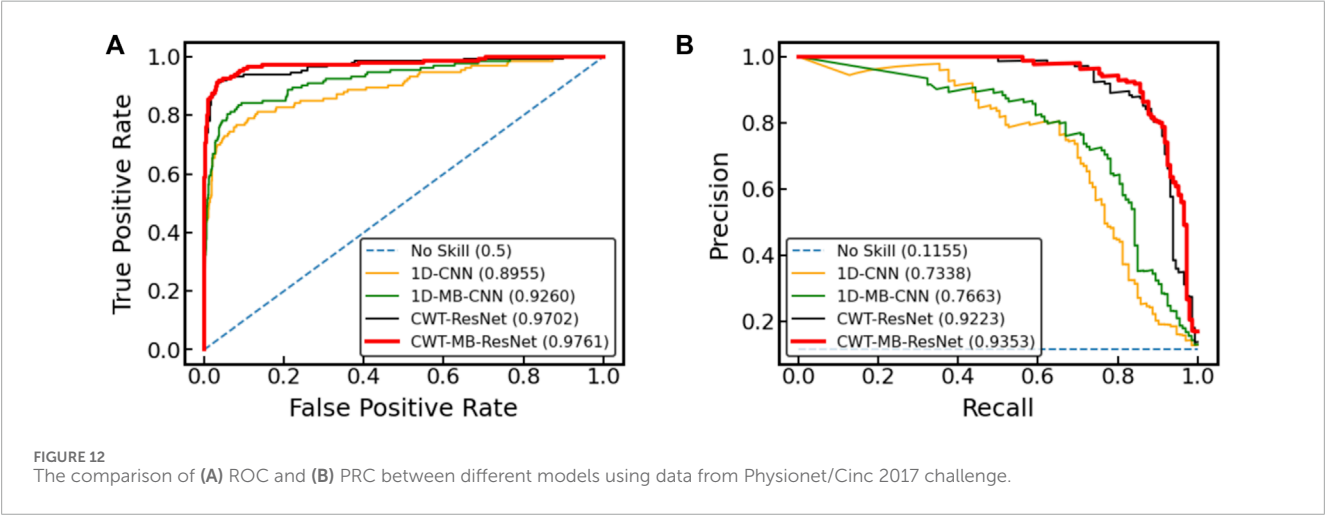 A
True Positive Rate
1.0
0.8
0.6
0.4
0.2
0.0
No Skill (0.5)
1D-CNN (0.8955)
1D-MB-CNN (0.9260)
CWT-ResNet (0.9702)
CWT-MB-ResNet (0.9761)
0.0 0.2 0.4 0.6 0.8 1.0
False Positive Rate
B
Precision
1.0
0.8
0.6
0.4
0.2
No Skill (0.1155)
1D-CNN (0.7338)
1D-MB-CNN (0.7663)
CWT-ResNet (0.9223)
CWT-MB-ResNet (0.9353)
0.0 0.2 0.4 0.6 0.8 1.0
Recall
FIGURE 12
The comparison of (A) ROC and (B) PRC between different models using data from Physionet/Cinc 2017 challenge.